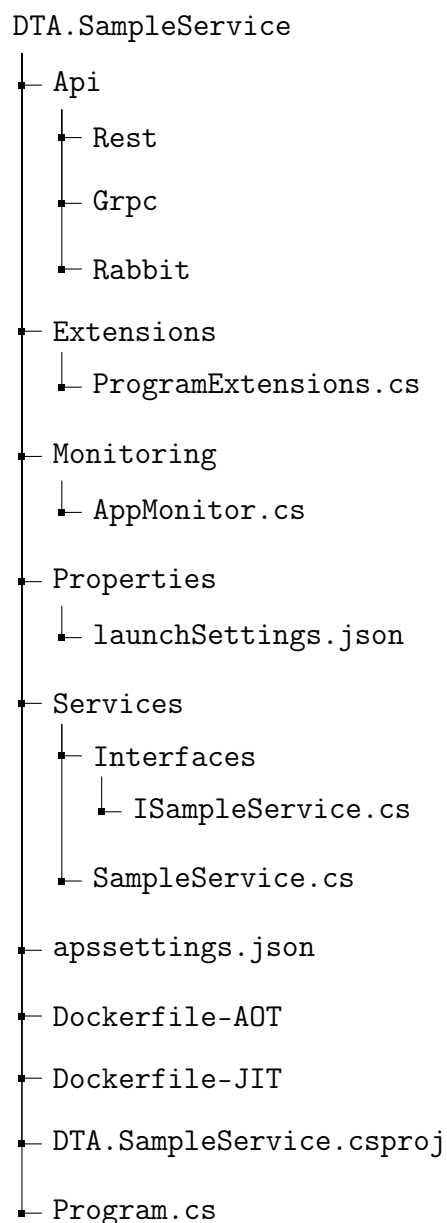 DTA.SampleService
Api
Rest
Grpc
Rabbit
Extensions
ProgramExtensions.cs
Monitoring
AppMonitor.cs
Properties
launchSettings.json
Services
Interfaces
ISampleService.cs
SampleService.cs
apssettings.json
Dockerfile-AOT
Dockerfile-JIT
DTA.SampleService.csproj
Program.cs